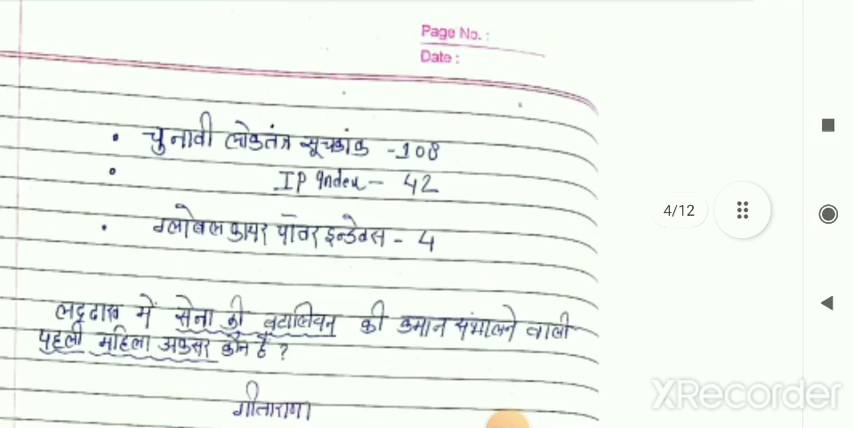 Page No. :
Date :
• चुनावी लोकतंत्र सूचकांक - 108
• IP Index - 42
• ग्लोबल फायर पॉवर इन्डेक्स - 4
लद्दाख में सेना की बटालियन की कमान संभालने वाली
पहली महिला अफसर कौन है ?
गीता राणा
4/12
XRecorder